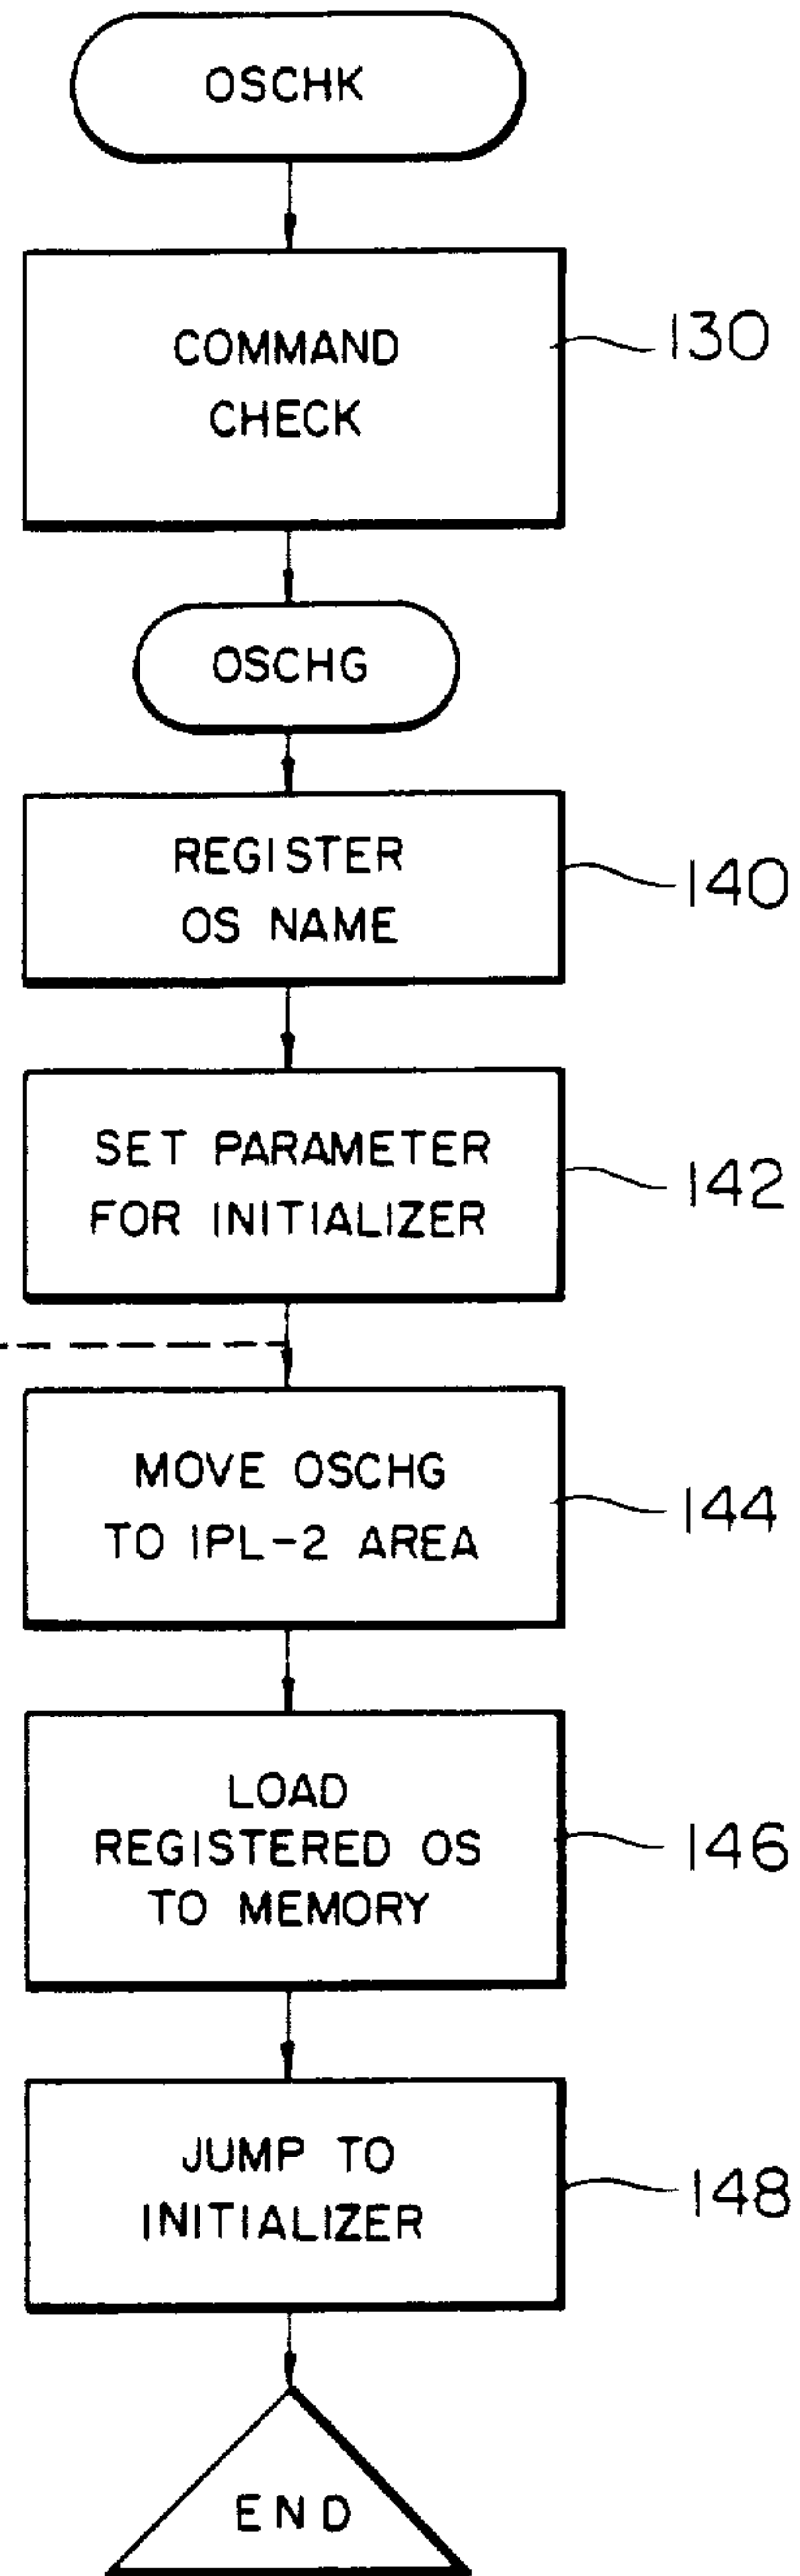 OSCHK
COMMAND
CHECK
130
OSCHG
REGISTER
OS NAME
140
SET PARAMETER
FOR INITIALIZER
142
MOVE OSCHG
TO IPL-2 AREA
144
LOAD
REGISTERED OS
TO MEMORY
146
JUMP TO
INITIALIZER
148
END